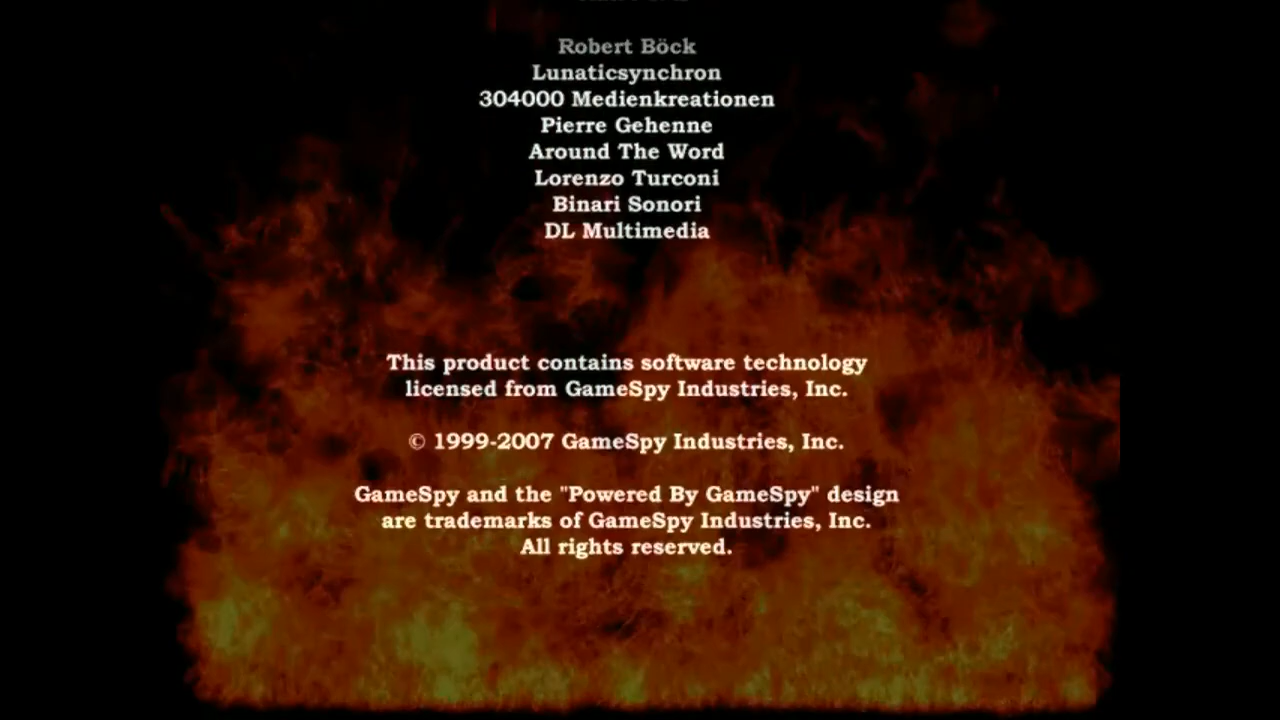 Robert Böck
Lunaticsynchron
304000 Medienkreationen
Pierre Gehenne
Around The Word
Lorenzo Turconi
Binari Sonori
DL Multimedia
This product contains software technology
licensed from GameSpy Industries, Inc.
© 1999-2007 GameSpy Industries, Inc.
GameSpy and the "Powered By GameSpy" design
are trademarks of GameSpy Industries, Inc.
All rights reserved.